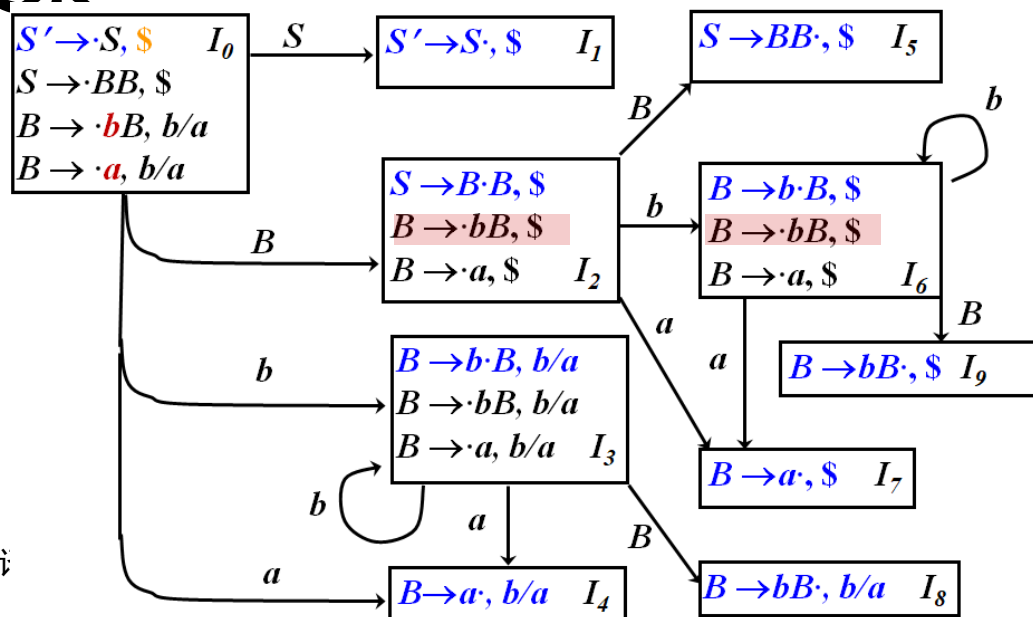 S′→·S, $ I0
S →·BB, $
B → ·bB, b/a
B → ·a, b/a
S
S′→S·, $ I1
S →BB·, $ I5
B
b
B
S →B·B, $
B →·bB, $
B →·a, $ I2
b
B →b·B, $
B →·bB, $
B →·a, $ I6
a
a
B
B →bB·, $ I9
b
B →b·B, b/a
B →·bB, b/a
B →·a, b/a I3
b
a
B
B →a·, $ I7
a
B→a·, b/a I4
B →bB·, b/a I8